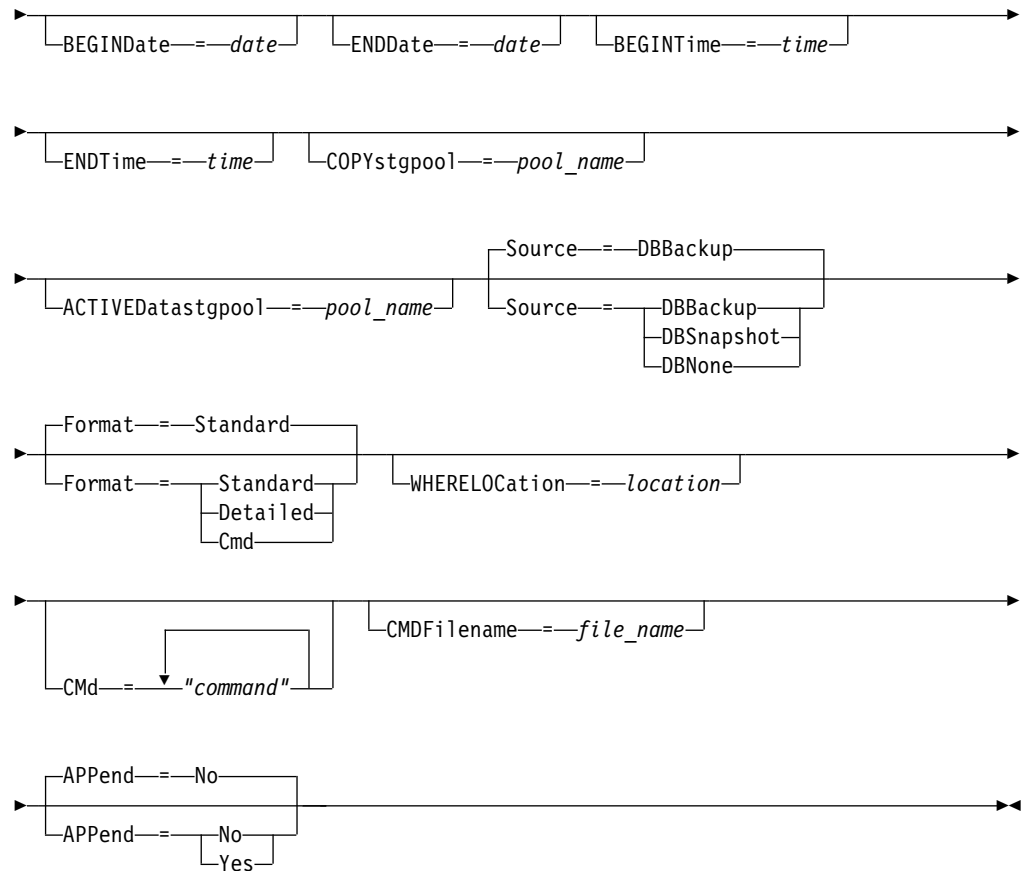 BEGINDate = date ENDDate = date BEGINTime = time
ENDTime = time COPYstgpool = pool_name
Source = DBBackup
ACTIVEDatastgpool = pool_name Source = DBBackup
DBSnapshot
DBNone
Format = Standard
Format = Standard WHERELOCation = location
Detailed
Cmd
CMDFilename = file_name
CMd = "command"
APPend = No
APPend = No
Yes